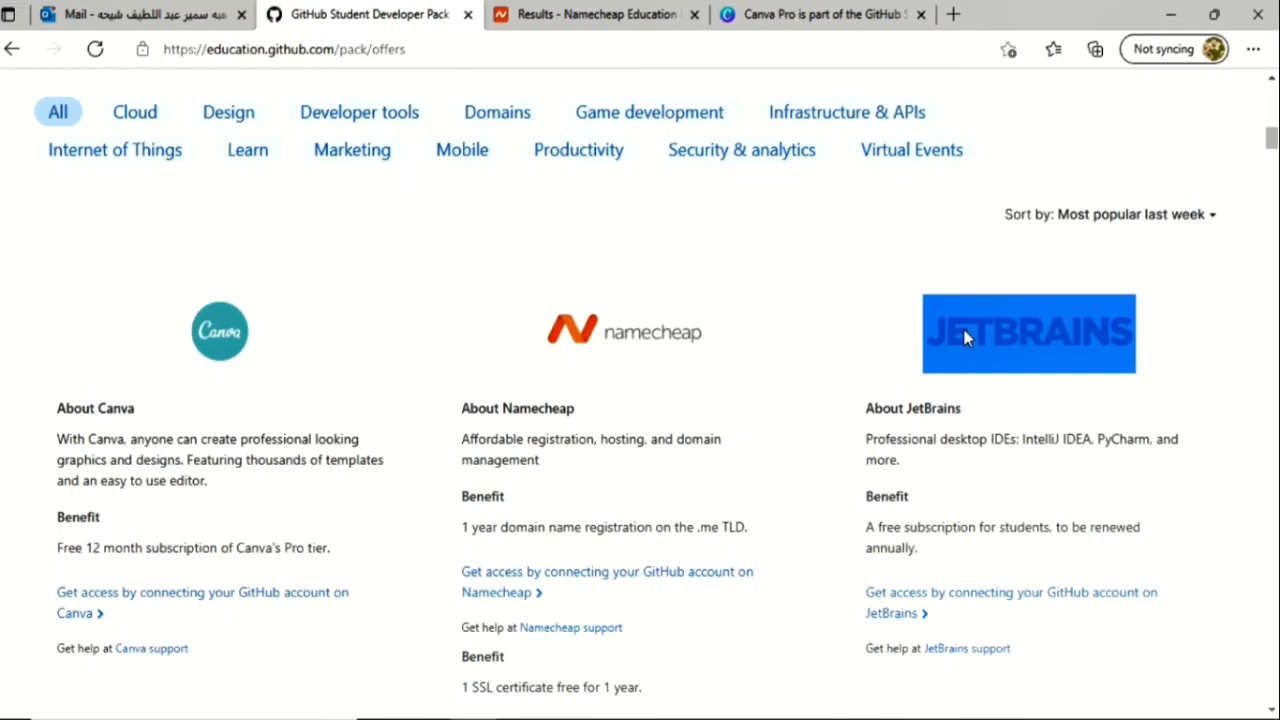 Mail - عبه سمير عبد اللطيف شيحه
GitHub Student Developer Pack
Results - Namecheap Education
Canva Pro is part of the GitHub S
https://education.github.com/pack/offers
Not syncing
All Cloud Design Developer tools Domains Game development Infrastructure & APIs
Internet of Things Learn Marketing Mobile Productivity Security & analytics Virtual Events
Sort by: Most popular last week
Canva
namecheap
JETBRAINS
About Canva
With Canva, anyone can create professional looking
graphics and designs. Featuring thousands of templates
and an easy to use editor.
Benefit
Free 12 month subscription of Canva's Pro tier.
Get access by connecting your GitHub account on
Canva
Get help at Canva support
About Namecheap
Affordable registration, hosting, and domain
management
Benefit
1 year domain name registration on the .me TLD.
Get access by connecting your GitHub account on
Namecheap
Get help at Namecheap support
Benefit
1 SSL certificate free for 1 year.
About JetBrains
Professional desktop IDEs: IntelliJ IDEA, PyCharm, and
more.
Benefit
A free subscription for students, to be renewed
annually.
Get access by connecting your GitHub account on
JetBrains
Get help at JetBrains support